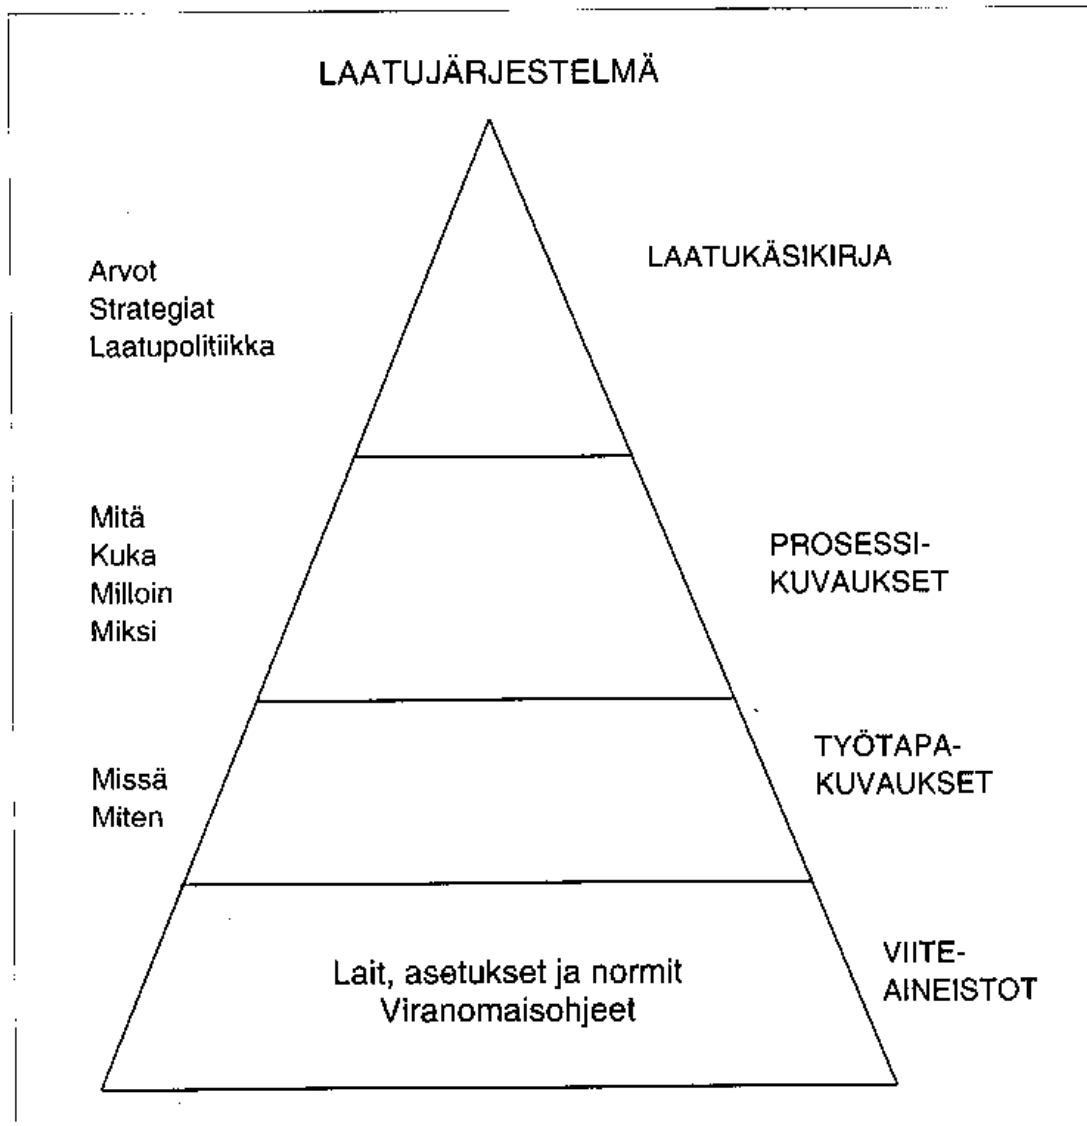 LAATUJÄRJESTELMÄ
Arvot
Strategiat
Laatupolitiikka
LAATUKÄSIKIRJA
Mitä
Kuka
Milloin
Miksi
PROSESSI-
KUVAUKSET
Missä
Miten
TYÖTAPA-
KUVAUKSET
Lait, asetukset ja normit
Viranomaisohjeet
VIITE-
AINEISTOT